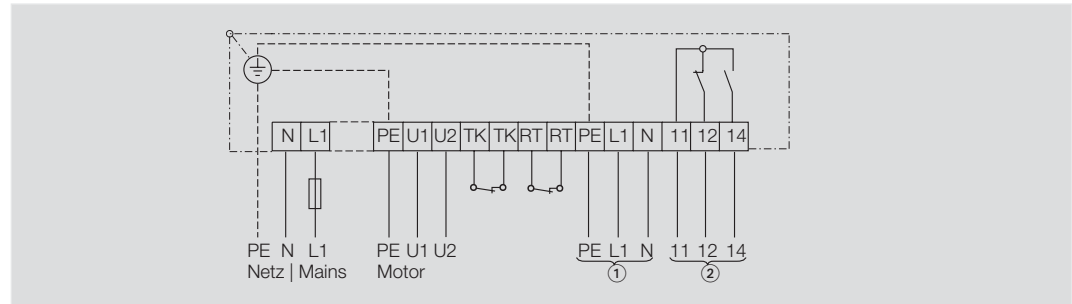 N L1 PE U1 U2 TK TK RT RT PE L1 N 11 12 14
PE N L1 PE U1 U2 PE L1 N 11 12 14
Netz | Mains Motor 1 2